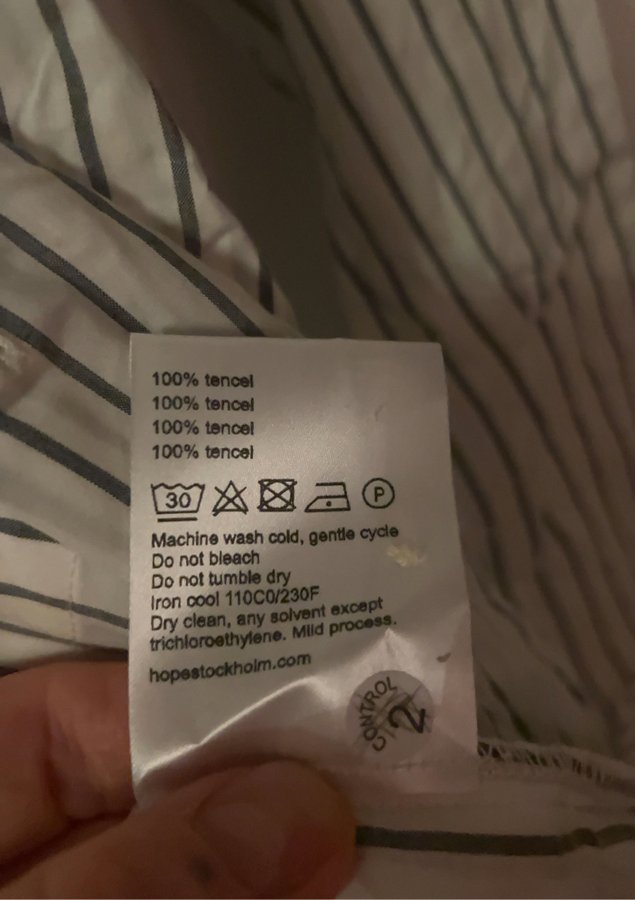 100% tencel
100% tencel
100% tencel
100% tencel
30 P
Machine wash cold, gentle cycle
Do not bleach
Do not tumble dry
Iron cool 110C0/230F
Dry clean, any solvent except
trichloroethylene. Mild process.
hopestockholm.com
CONTROL
2